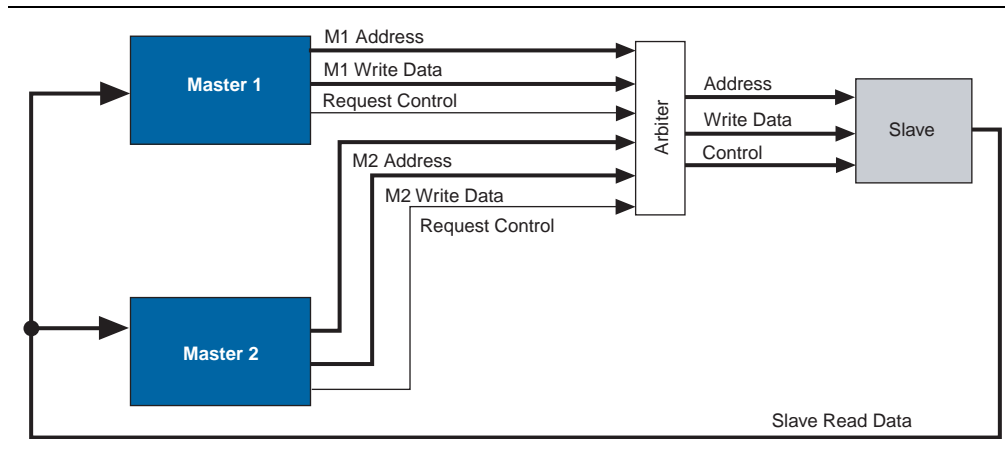 M1 Address
Master 1
M1 Write Data
Request Control
Arbiter
Address
Write Data
Control
Slave
M2 Address
M2 Write Data
Request Control
Master 2
Slave Read Data